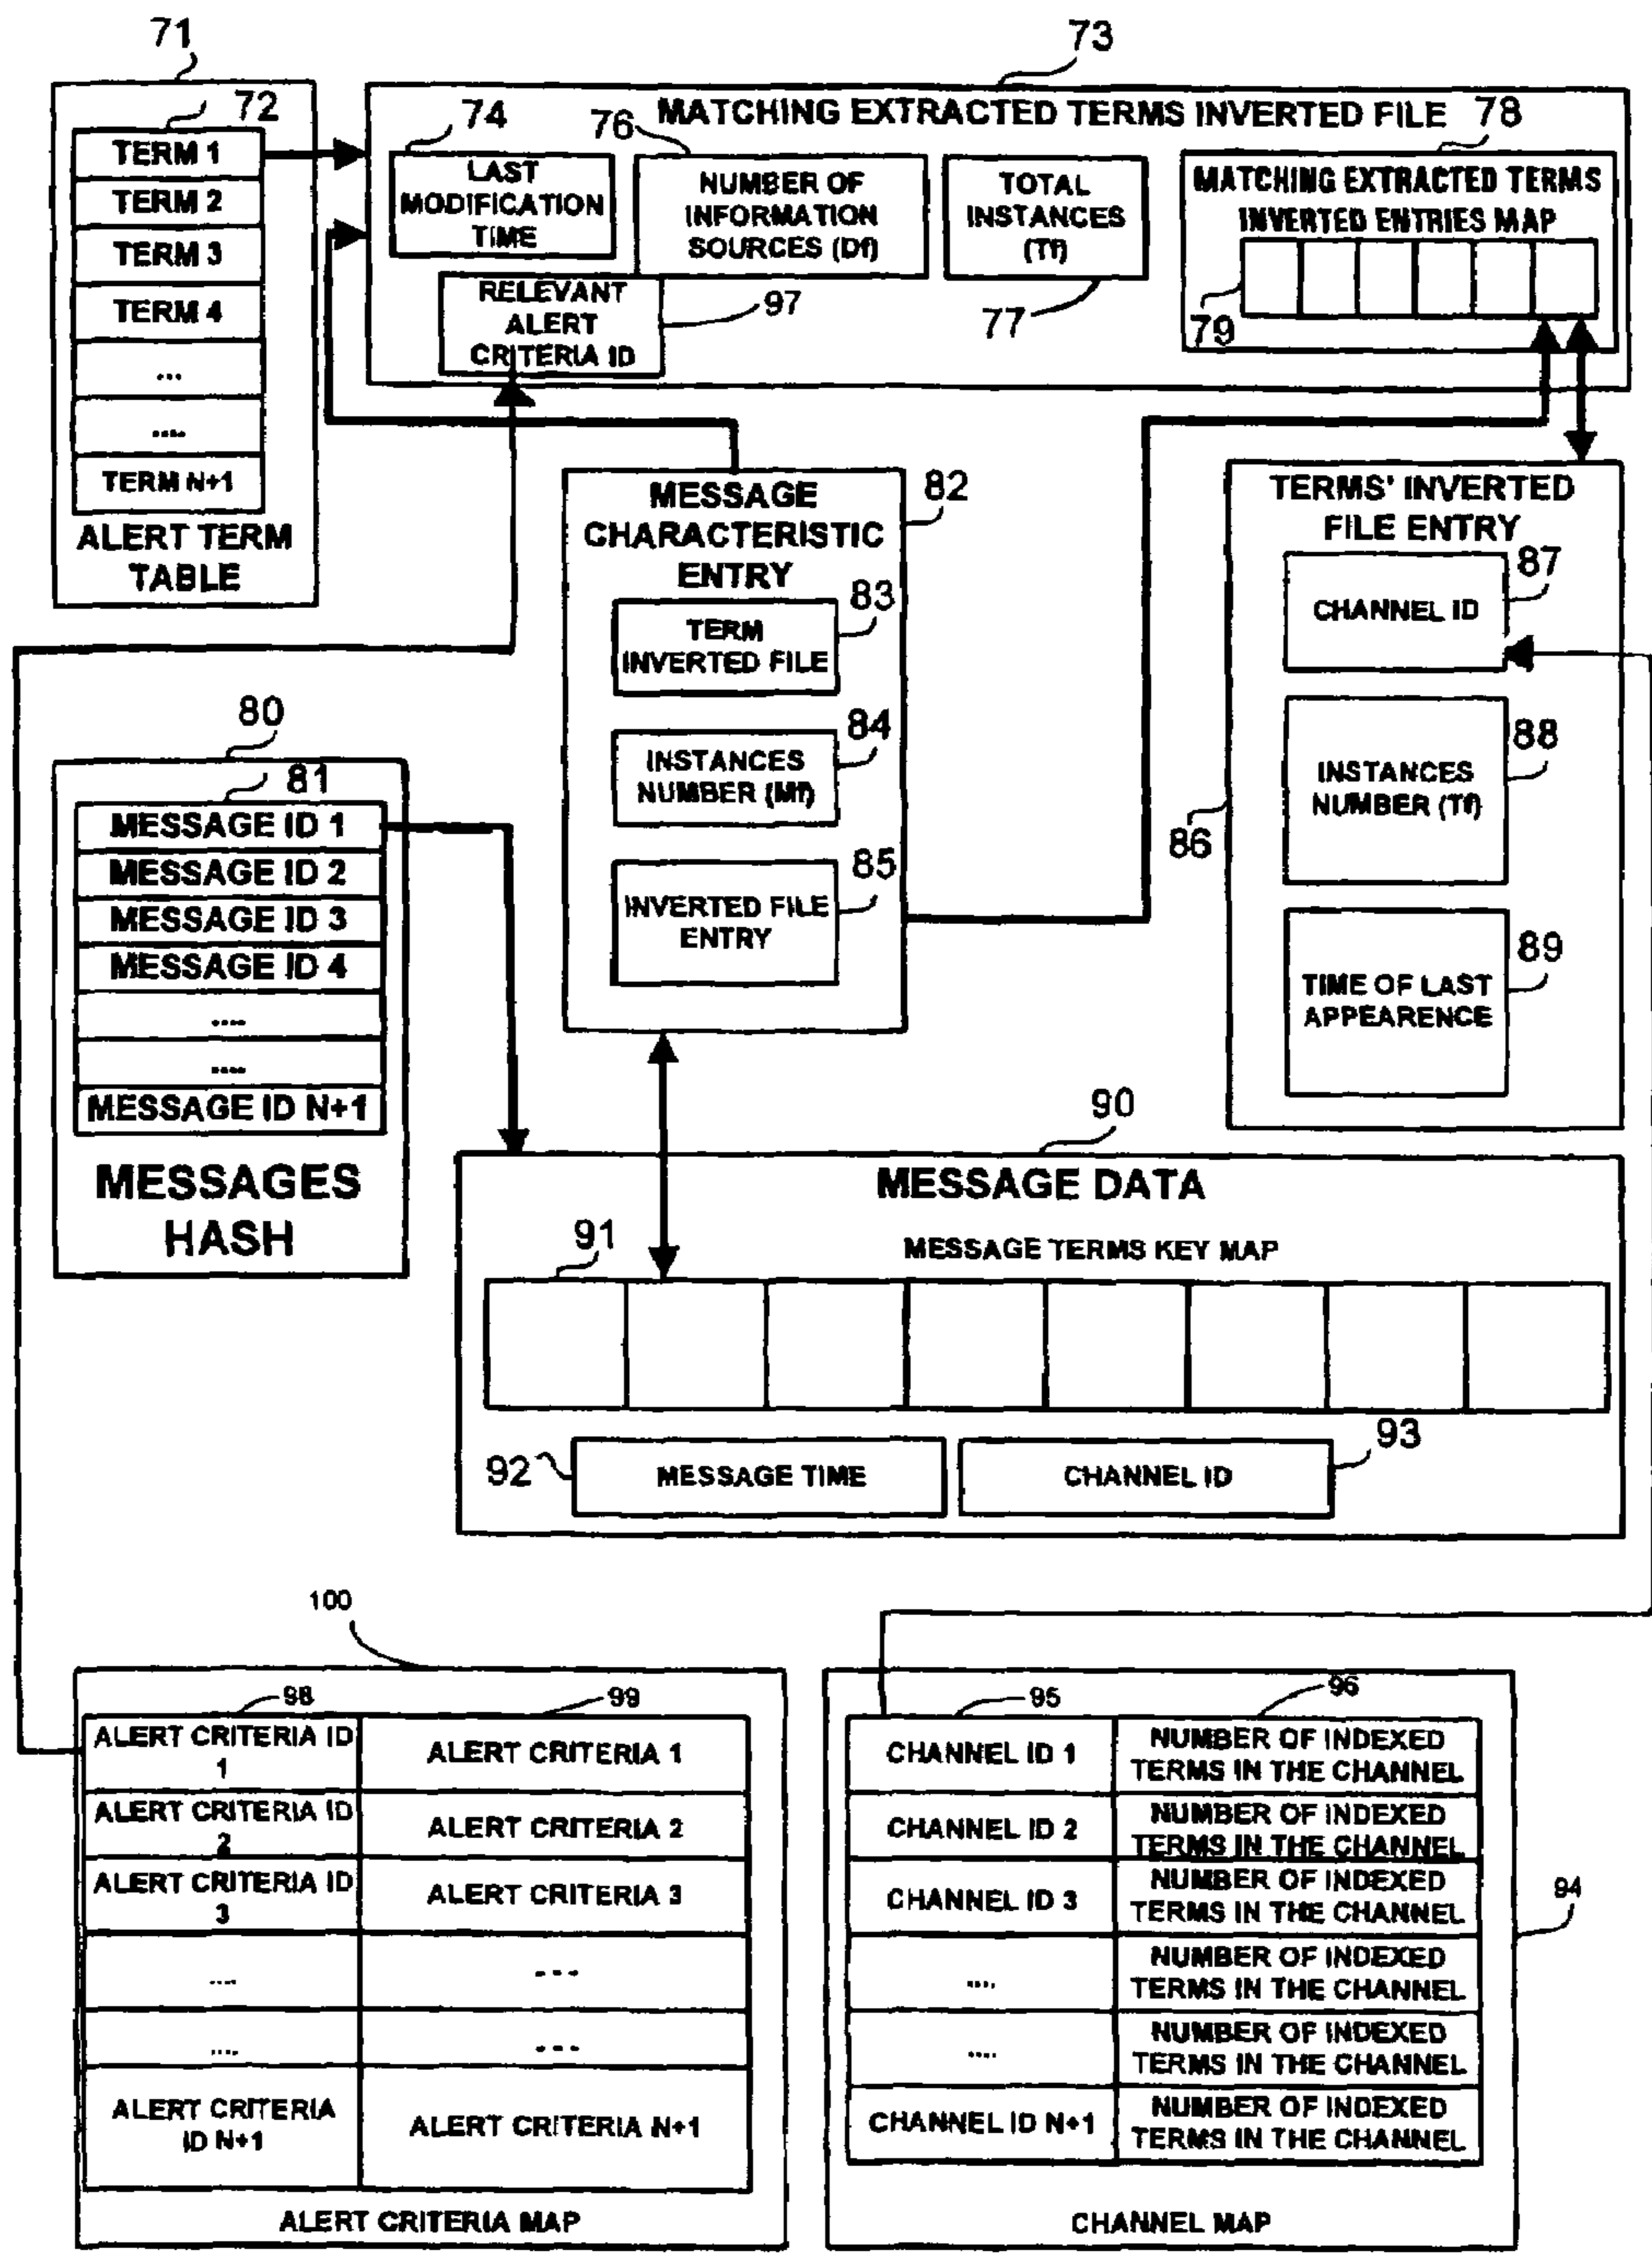 71
72
TERM 1
TERM 2
TERM 3
TERM 4
...
....
TERM N+1
ALERT TERM
TABLE
73
MATCHING EXTRACTED TERMS INVERTED FILE
74
LAST
MODIFICATION
TIME
76
NUMBER OF
INFORMATION
SOURCES (Df)
TOTAL
INSTANCES
(Tf)
77
78
MATCHING EXTRACTED TERMS
INVERTED ENTRIES MAP
79
RELEVANT
ALERT
CRITERIA ID
97
MESSAGE
CHARACTERISTIC
ENTRY
82
TERM
INVERTED FILE
83
INSTANCES
NUMBER (Mf)
84
INVERTED FILE
ENTRY
85
TERMS' INVERTED
FILE ENTRY
87
CHANNEL ID
88
INSTANCES
NUMBER (Tf)
86
89
TIME OF LAST
APPEARENCE
80
81
MESSAGE ID 1
MESSAGE ID 2
MESSAGE ID 3
MESSAGE ID 4
....
....
MESSAGE ID N+1
MESSAGES
HASH
90
MESSAGE DATA
MESSAGE TERMS KEY MAP
91
92
MESSAGE TIME
CHANNEL ID
93
100
98
99
ALERT CRITERIA ID
1
ALERT CRITERIA 1
ALERT CRITERIA ID
2
ALERT CRITERIA 2
ALERT CRITERIA ID
3
ALERT CRITERIA 3
....
---
....
---
ALERT CRITERIA
ID N+1
ALERT CRITERIA N+1
ALERT CRITERIA MAP
95
96
CHANNEL ID 1
NUMBER OF INDEXED
TERMS IN THE CHANNEL
CHANNEL ID 2
NUMBER OF INDEXED
TERMS IN THE CHANNEL
CHANNEL ID 3
NUMBER OF INDEXED
TERMS IN THE CHANNEL
94
....
NUMBER OF INDEXED
TERMS IN THE CHANNEL
....
NUMBER OF INDEXED
TERMS IN THE CHANNEL
CHANNEL ID N+1
NUMBER OF INDEXED
TERMS IN THE CHANNEL
CHANNEL MAP